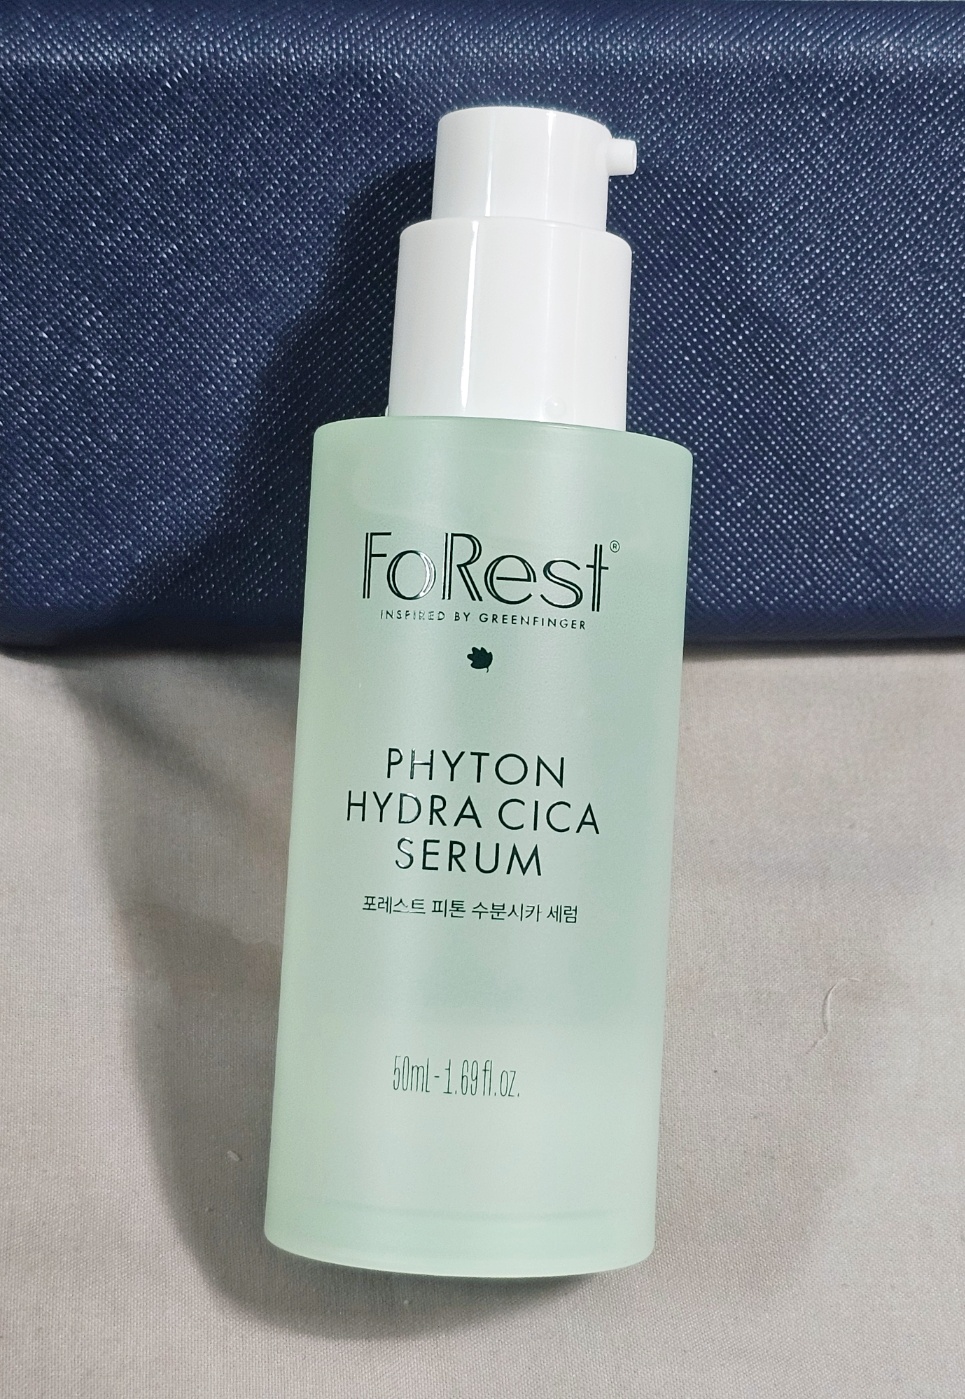 FoRest®
INSPIRED BY GREENFINGER
PHYTON
HYDRA CICA
SERUM
포레스트 피톤 수분시카 세럼
50mL-1.69fl.oz.